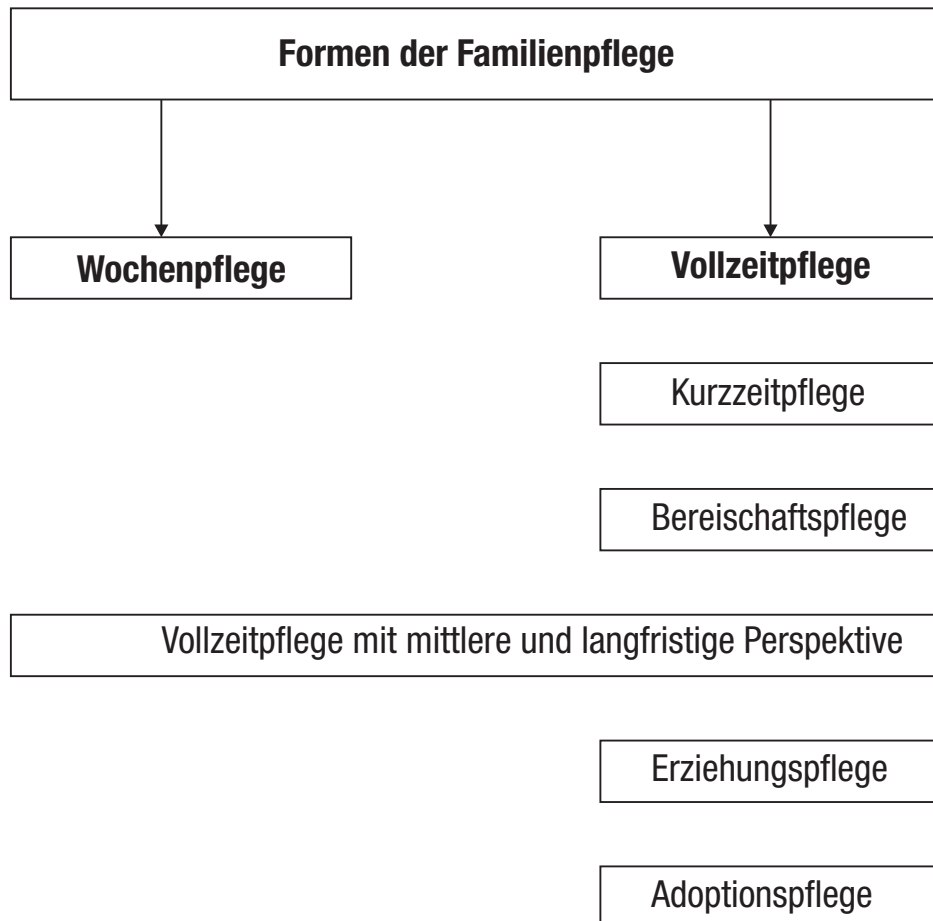 Formen der Familienpflege
Wochenpflege
Vollzeitpflege
Kurzzeitpflege
Bereischaftspflege
Vollzeitpflege mit mittlere und langfristige Perspektive
Erziehungspflege
Adoptionspflege